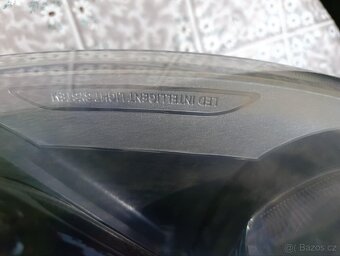 LED INTELLIGENT LIGHT SYSTEM
© Bazos.cz